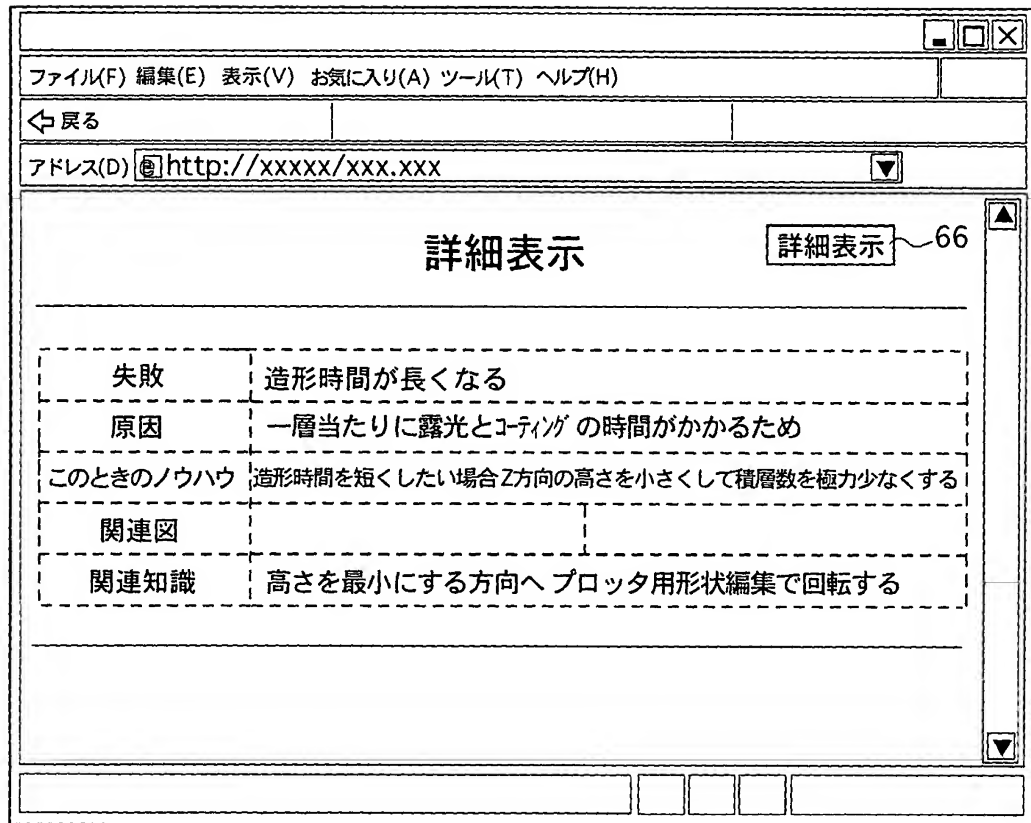 ファイル(F) 編集(E) 表示(V) お気に入り(A) ツール(T) ヘルプ(H)
戻る
アドレス(D) http://xxxxx/xxx.xxx
詳細表示
詳細表示 66
失敗 造形時間が長くなる
原因 一層当たりに露光とｺｰﾃｨﾝｸﾞの時間がかかるため
このときのノウハウ 造形時間を短くしたい場合Z方向の高さを小さくして積層数を極力少なくする
関連図
関連知識 高さを最小にする方向へ プロッタ用形状編集で回転する